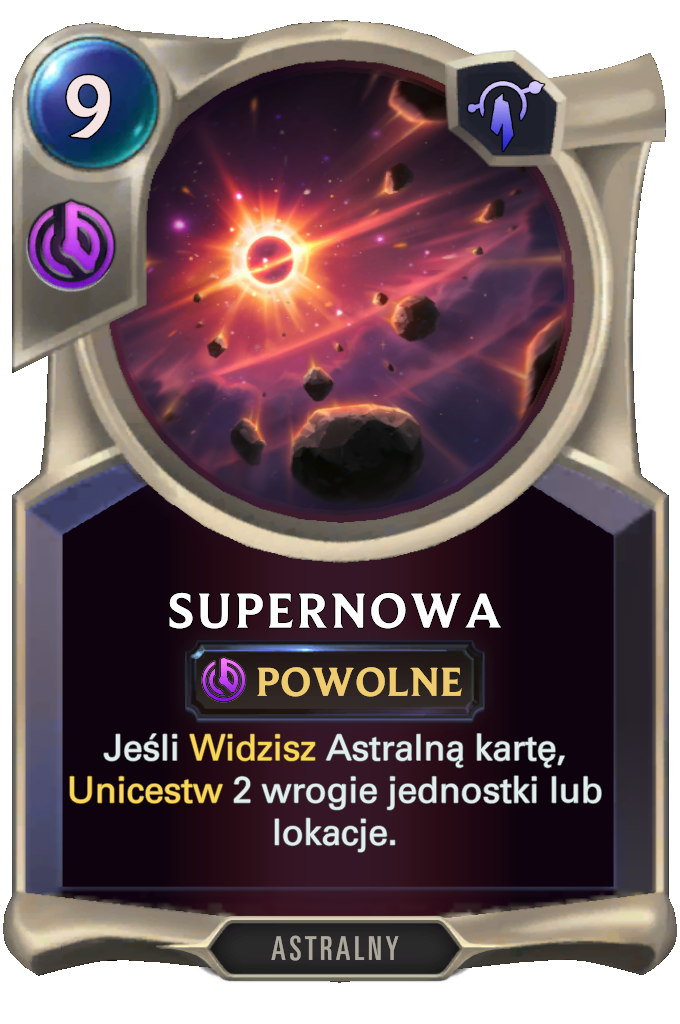 9
SUPERNOWA
POWOLNE
Jeśli Widzisz Astralną kartę,
Unicestw 2 wrogie jednostki lub
lokacje.
ASTRALNY